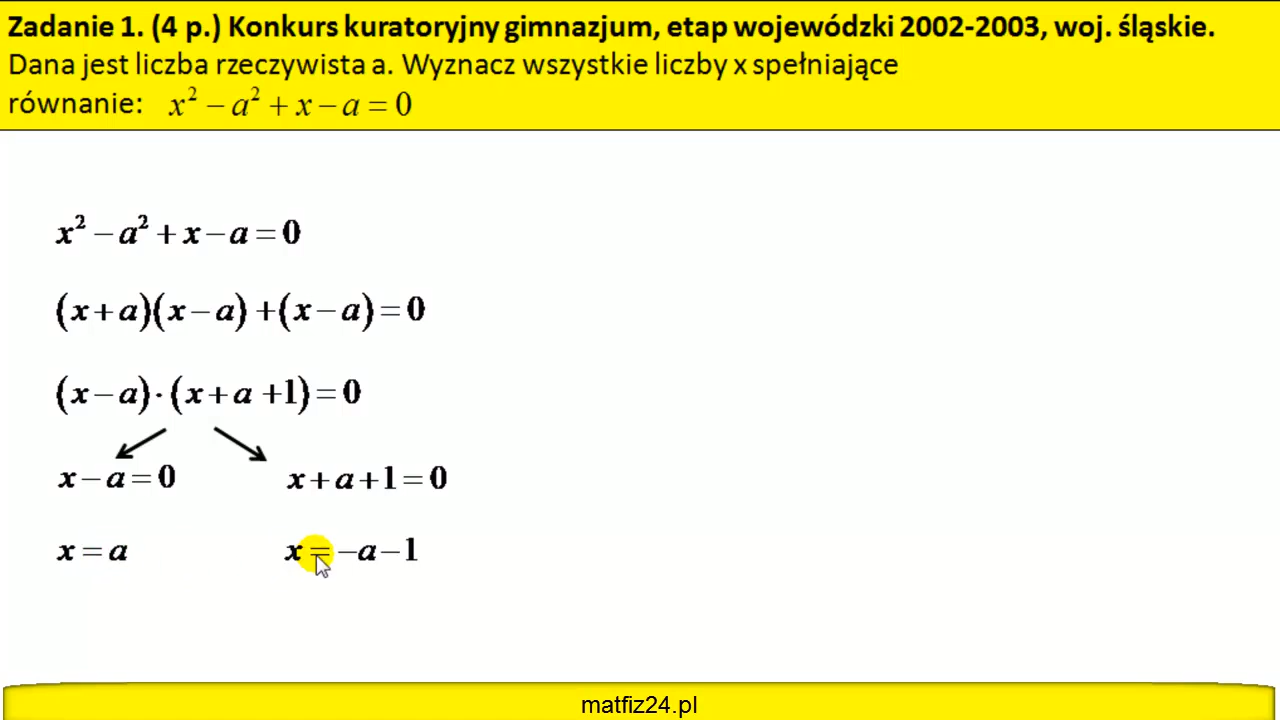 Zadanie 1. (4 p.) Konkurs kuratoryjny gimnazjum, etap wojewódzki 2002-2003, woj. śląskie.
Dana jest liczba rzeczywista a. Wyznacz wszystkie liczby x spełniające
równanie: x² − a² + x − a = 0
x² − a² + x − a = 0
(x + a)(x − a) + (x − a) = 0
(x − a) · (x + a + 1) = 0
x − a = 0 x + a + 1 = 0
x = a x = −a − 1
matfiz24.pl